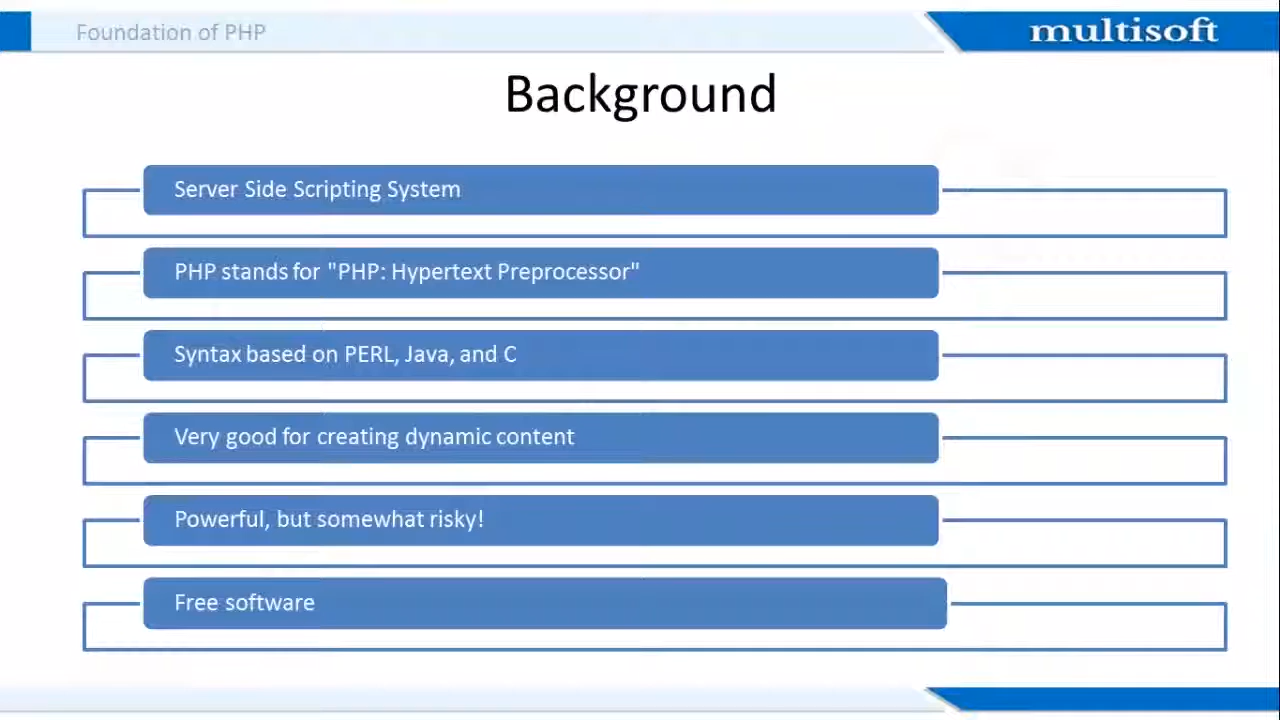 Foundation of PHP
multisoft
Background
Server Side Scripting System
PHP stands for "PHP: Hypertext Preprocessor"
Syntax based on PERL, Java, and C
Very good for creating dynamic content
Powerful, but somewhat risky!
Free software